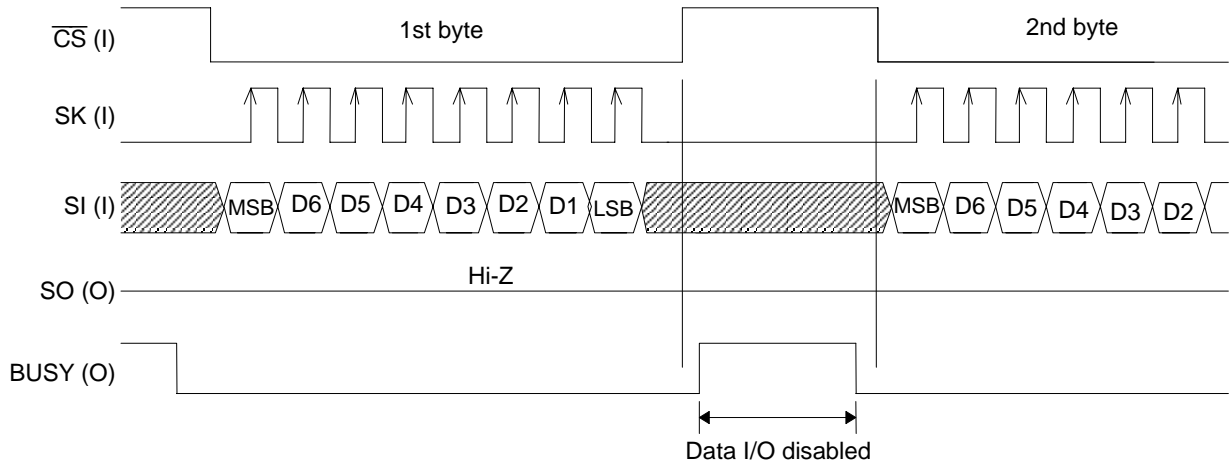 CS (I)
1st byte
2nd byte
SK (I)
SI (I)
MSB D6 D5 D4 D3 D2 D1 LSB
MSB D6 D5 D4 D3 D2
SO (O)
Hi-Z
BUSY (O)
Data I/O disabled